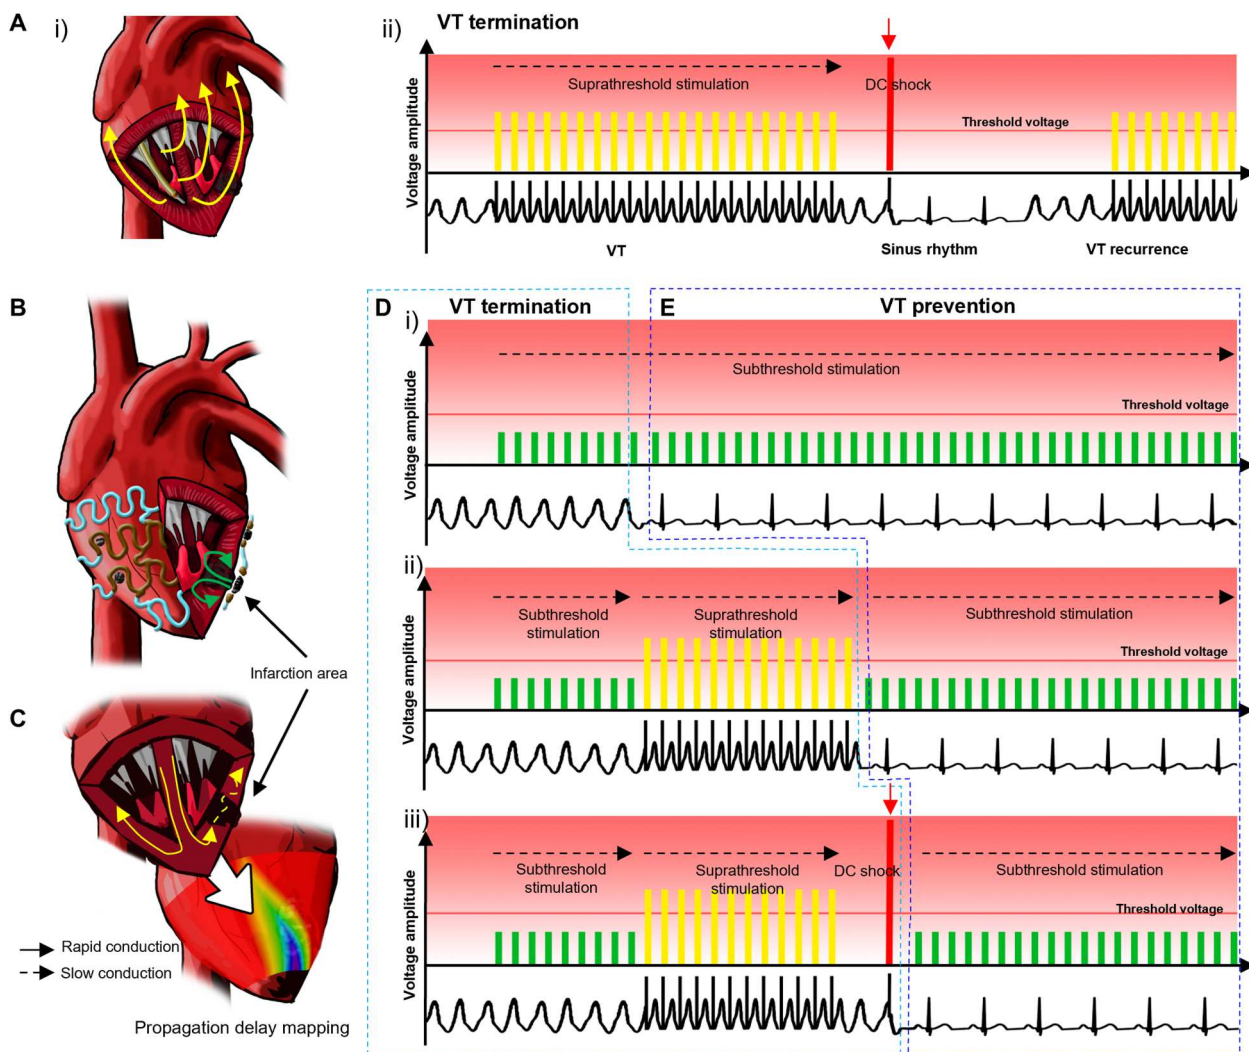 A
i)
VT termination
ii)
Voltage amplitude
Suprathreshold stimulation
DC shock
Threshold voltage
VT
Sinus rhythm
VT recurrence
B
Infarction area
C
Rapid conduction
Slow conduction
Propagation delay mapping
D
VT termination
E
VT prevention
i)
Voltage amplitude
Subthreshold stimulation
Threshold voltage
ii)
Voltage amplitude
Subthreshold
stimulation
Suprathreshold
stimulation
Subthreshold stimulation
Threshold voltage
iii)
Voltage amplitude
Subthreshold
stimulation
Suprathreshold
stimulation
DC shock
Subthreshold stimulation
Threshold voltage